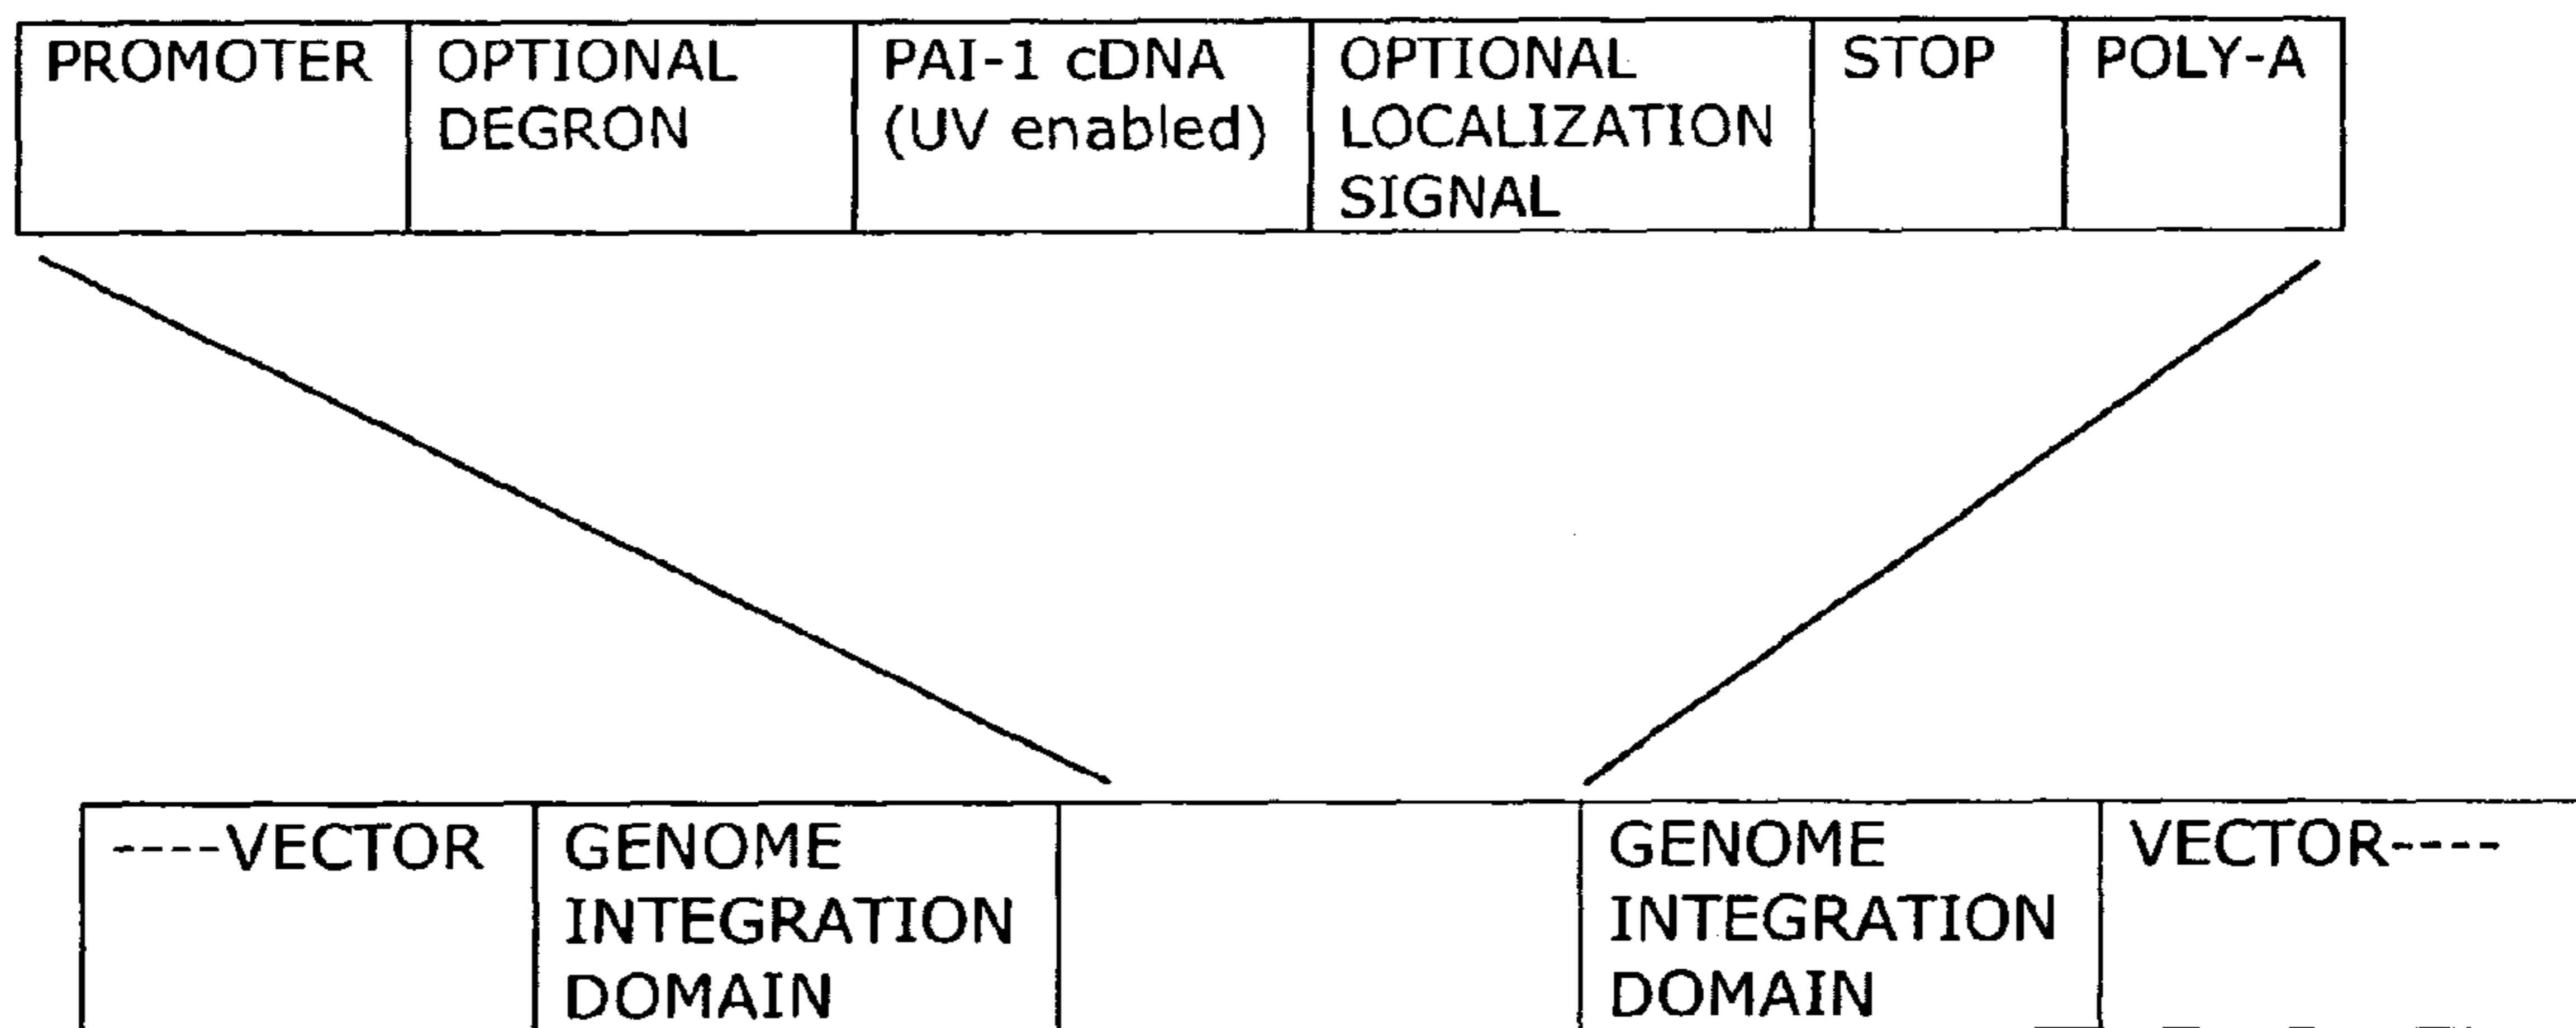 PROMOTER
OPTIONAL
DEGRON
PAI-1 cDNA
(UV enabled)
OPTIONAL
LOCALIZATION
SIGNAL
STOP
POLY-A
----VECTOR
GENOME
INTEGRATION
DOMAIN
GENOME
INTEGRATION
DOMAIN
VECTOR----